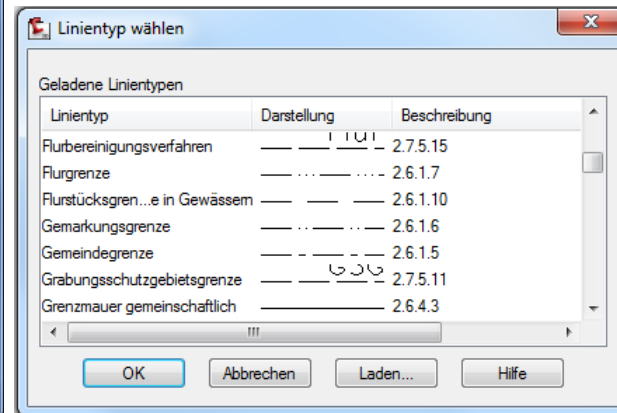 Linientyp wählen
Geladene Linientypen
Linientyp Darstellung Beschreibung
Flurbereinigungsverfahren 2.7.5.15
Flurgrenze 2.6.1.7
Flurstücksgren...e in Gewässern 2.6.1.10
Gemarkungsgrenze 2.6.1.6
Gemeindegrenze 2.6.1.5
Grabungsschutzgebietsgrenze 2.7.5.11
Grenzmauer gemeinschaftlich 2.6.4.3
OK Abbrechen Laden... Hilfe